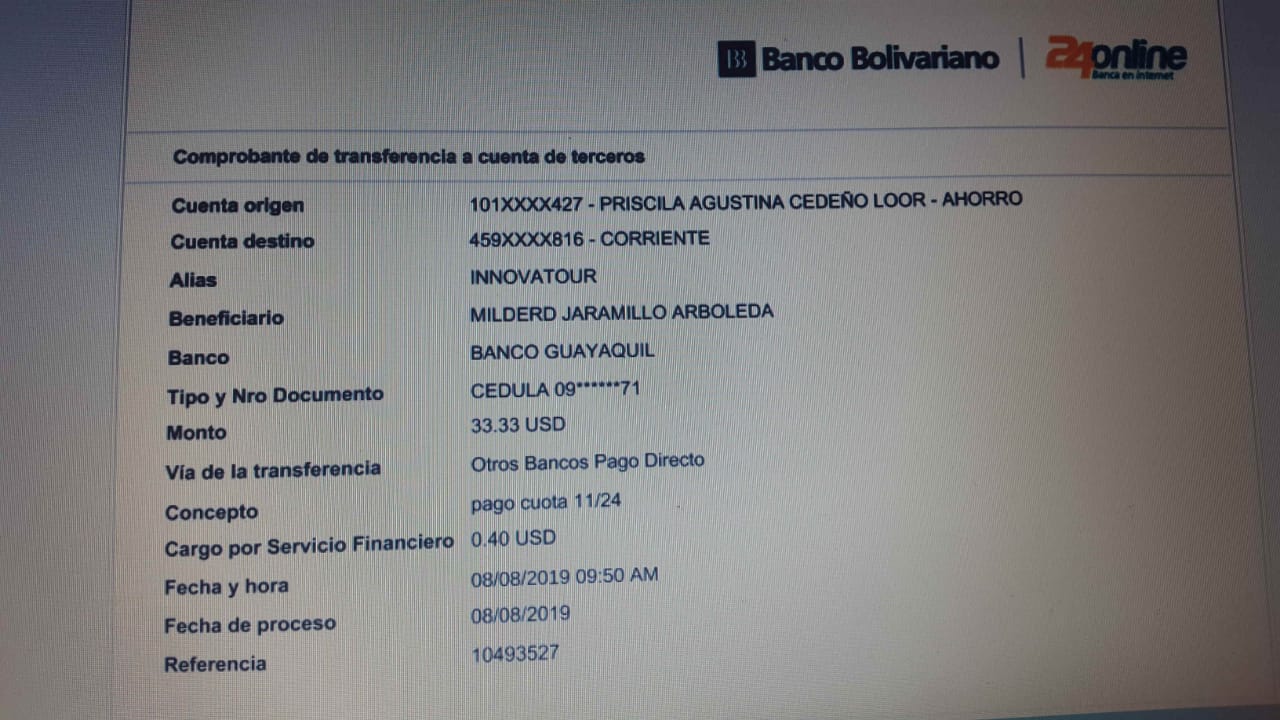 Banco Bolivariano | 24online
Banca en Internet
Comprobante de transferencia a cuenta de terceros
Cuenta origen 101XXXX427 - PRISCILA AGUSTINA CEDEÑO LOOR - AHORRO
Cuenta destino 459XXXX816 - CORRIENTE
Alias INNOVATOUR
Beneficiario MILDERD JARAMILLO ARBOLEDA
Banco BANCO GUAYAQUIL
Tipo y Nro Documento CEDULA 09******71
Monto 33.33 USD
Vía de la transferencia Otros Bancos Pago Directo
Concepto pago cuota 11/24
Cargo por Servicio Financiero 0.40 USD
Fecha y hora 08/08/2019 09:50 AM
Fecha de proceso 08/08/2019
Referencia 10493527